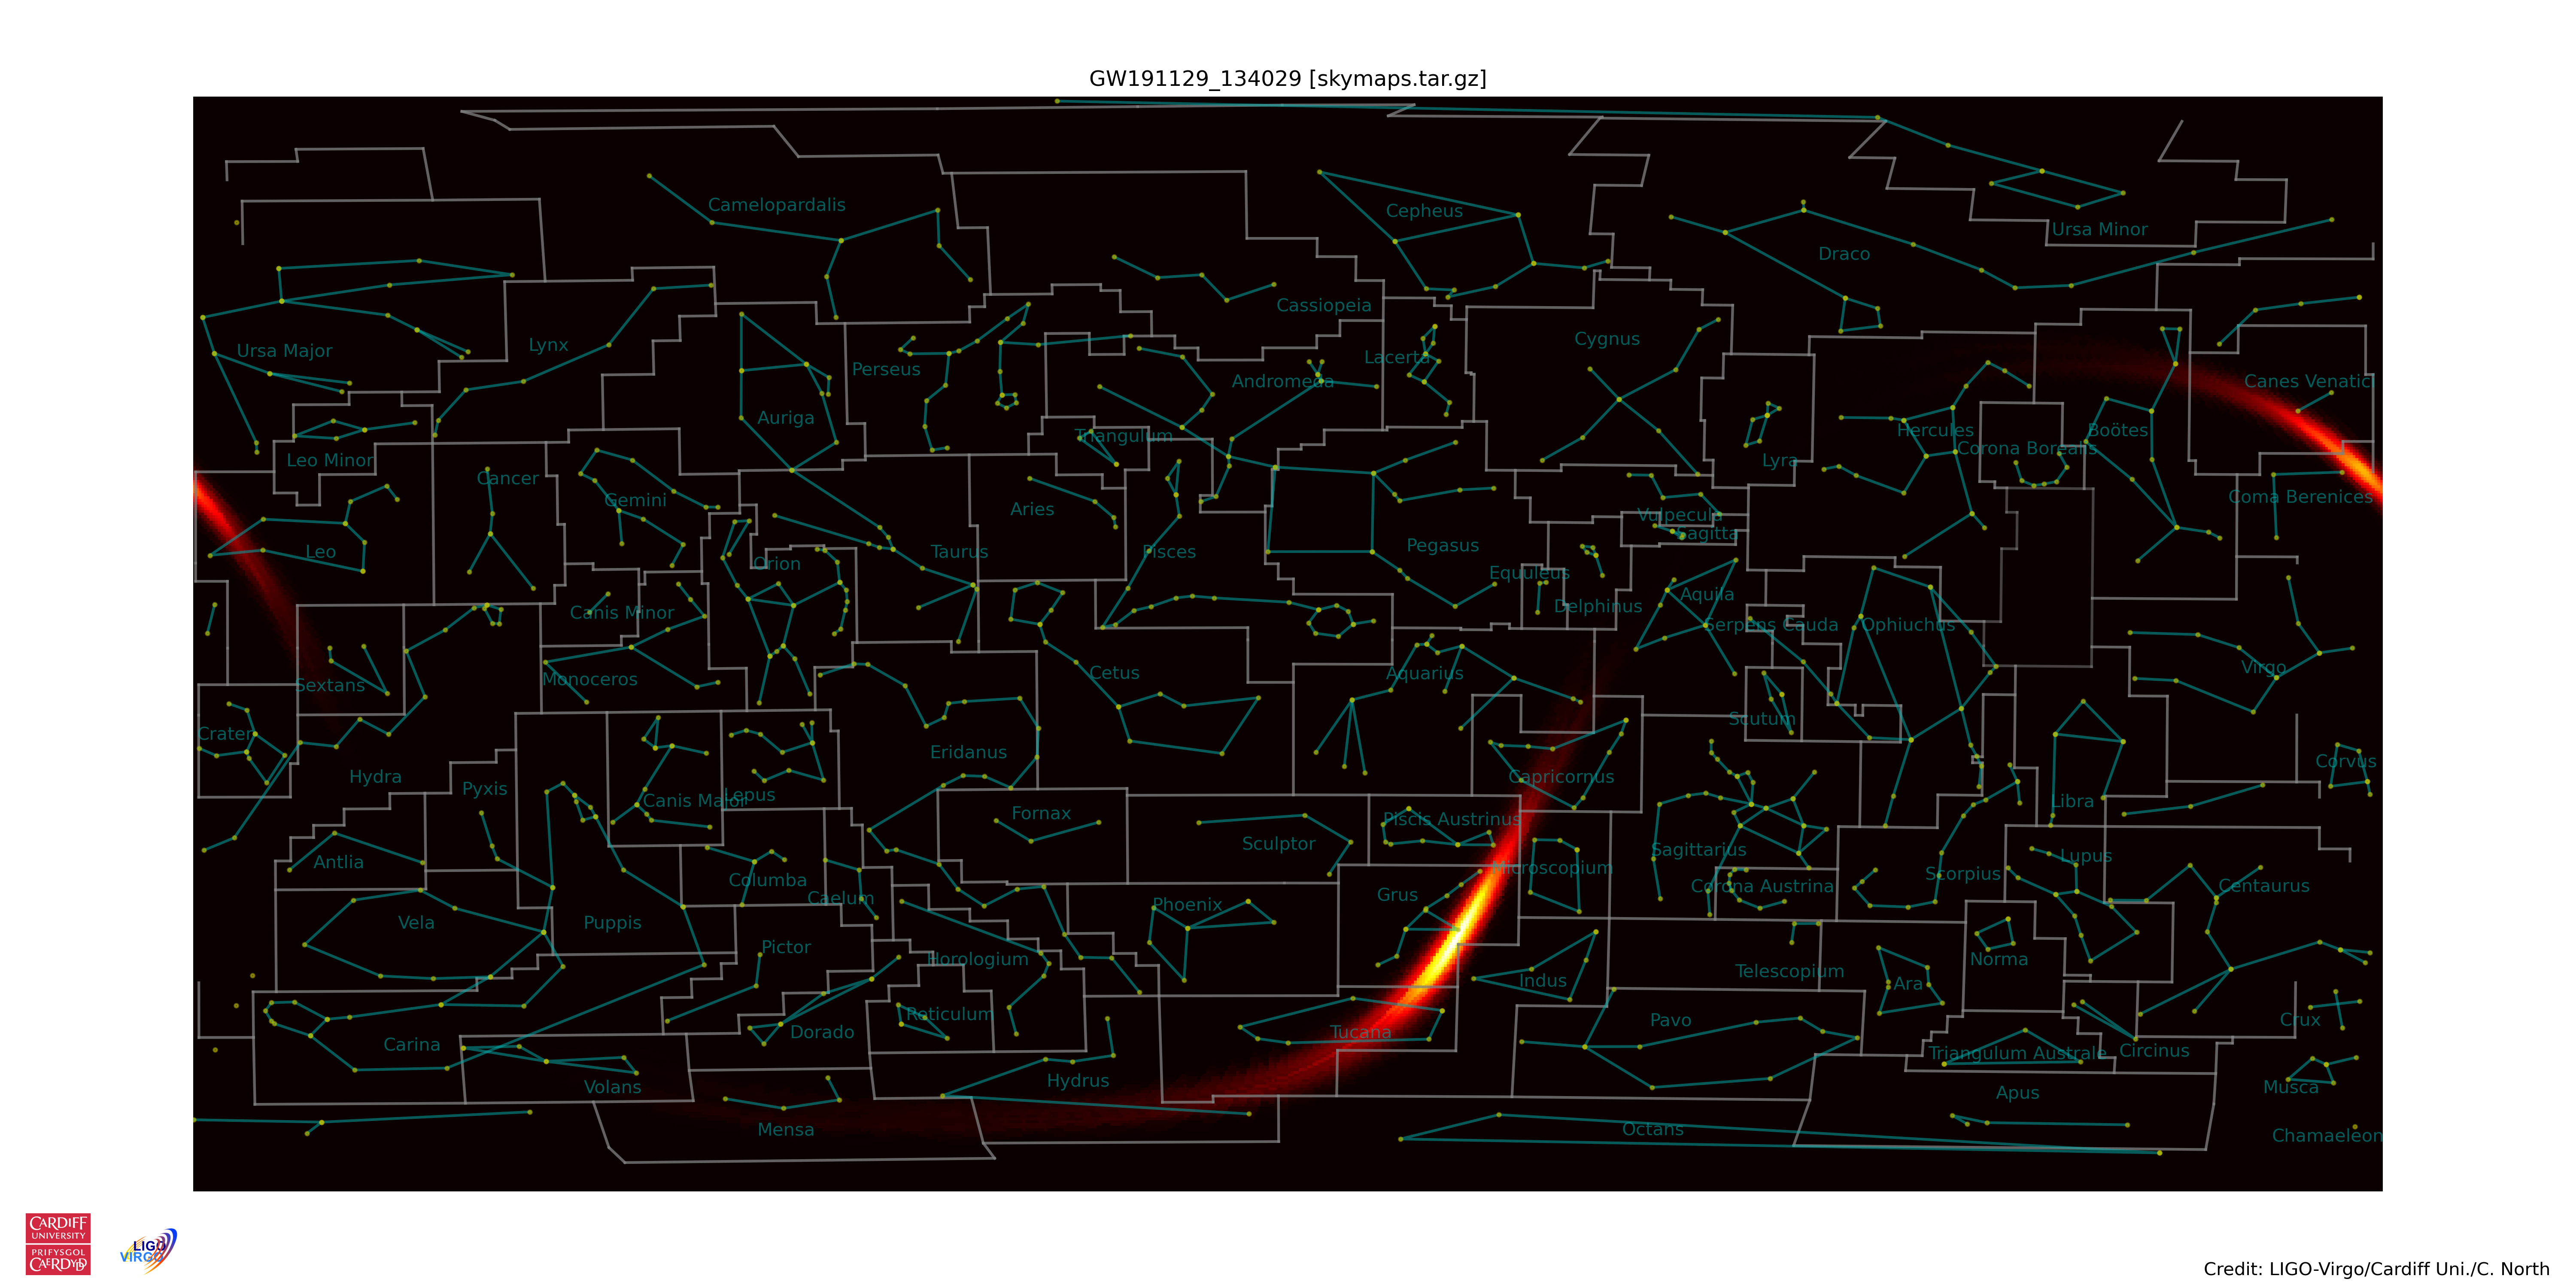 GW191129_134029 [skymaps.tar.gz]
Camelopardalis
Cepheus
Ursa Minor
Draco
Cassiopeia
Ursa Major
Lynx
Cygnus
Lacerta
Perseus
Andromeda
Canes Venatici
Auriga
Triangulum
Hercules
Boötes
Corona Borealis
Leo Minor
Lyra
Cancer
Gemini
Coma Berenices
Aries
Vulpecula
Sagitta
Leo
Taurus
Pisces
Pegasus
Orion
Equuleus
Canis Minor
Delphinus
Aquila
Serpens Cauda
Ophiuchus
Sextans
Monoceros
Cetus
Aquarius
Virgo
Crater
Scutum
Eridanus
Hydra
Capricornus
Corvus
Pyxis
Canis Major
Lepus
Libra
Fornax
Piscis Austrinus
Sculptor
Sagittarius
Antlia
Lupus
Microscopium
Columba
Caelum
Grus
Corona Austrina
Scorpius
Centaurus
Vela
Puppis
Phoenix
Pictor
Horologium
Norma
Telescopium
Indus
Ara
Reticulum
Dorado
Tucana
Pavo
Crux
Carina
Triangulum Australe
Circinus
Volans
Hydrus
Apus
Musca
Mensa
Octans
Chamaeleon
CARDIFF
UNIVERSITY
PRIFYSGOL
CAERDYDD
LIGO
VIRGO
Credit: LIGO-Virgo/Cardiff Uni./C. North